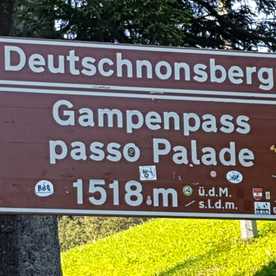 Deutschnonsberg
Gampenpass
passo Palade
1518 m ü.d.M.
s.l.d.m.